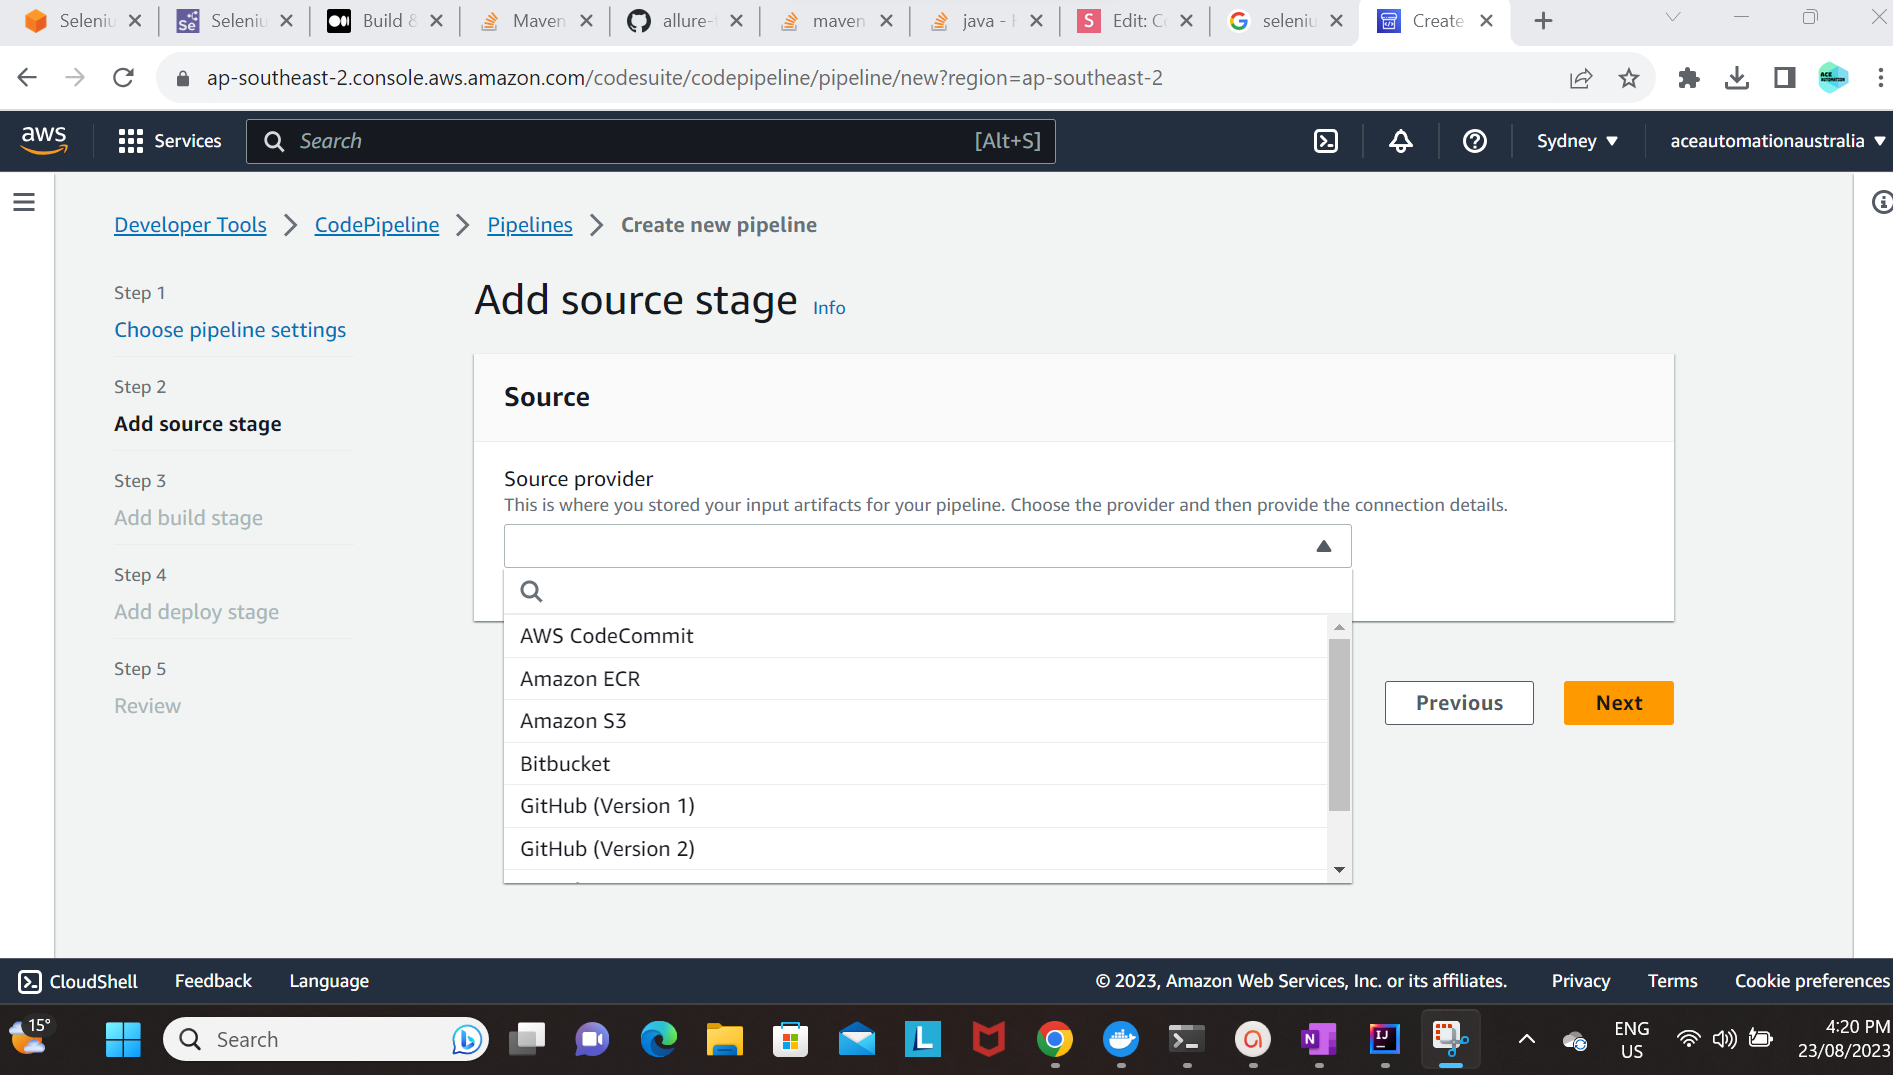 Seleniu
Seleniu
Build &
Maven
allure-
maven
java -
Edit: C
seleniu
Create
ap-southeast-2.console.aws.amazon.com/codesuite/codepipeline/pipeline/new?region=ap-southeast-2
aws
Services
Search
[Alt+S]
Sydney
aceautomationaustralia
Developer Tools
CodePipeline
Pipelines
Create new pipeline
Step 1
Choose pipeline settings
Step 2
Add source stage
Step 3
Add build stage
Step 4
Add deploy stage
Step 5
Review
Add source stage Info
Source
Source provider
This is where you stored your input artifacts for your pipeline. Choose the provider and then provide the connection details.
AWS CodeCommit
Amazon ECR
Amazon S3
Bitbucket
GitHub (Version 1)
GitHub (Version 2)
Previous
Next
CloudShell
Feedback
Language
© 2023, Amazon Web Services, Inc. or its affiliates.
Privacy
Terms
Cookie preferences
15°
Search
ENG
US
4:20 PM
23/08/2023